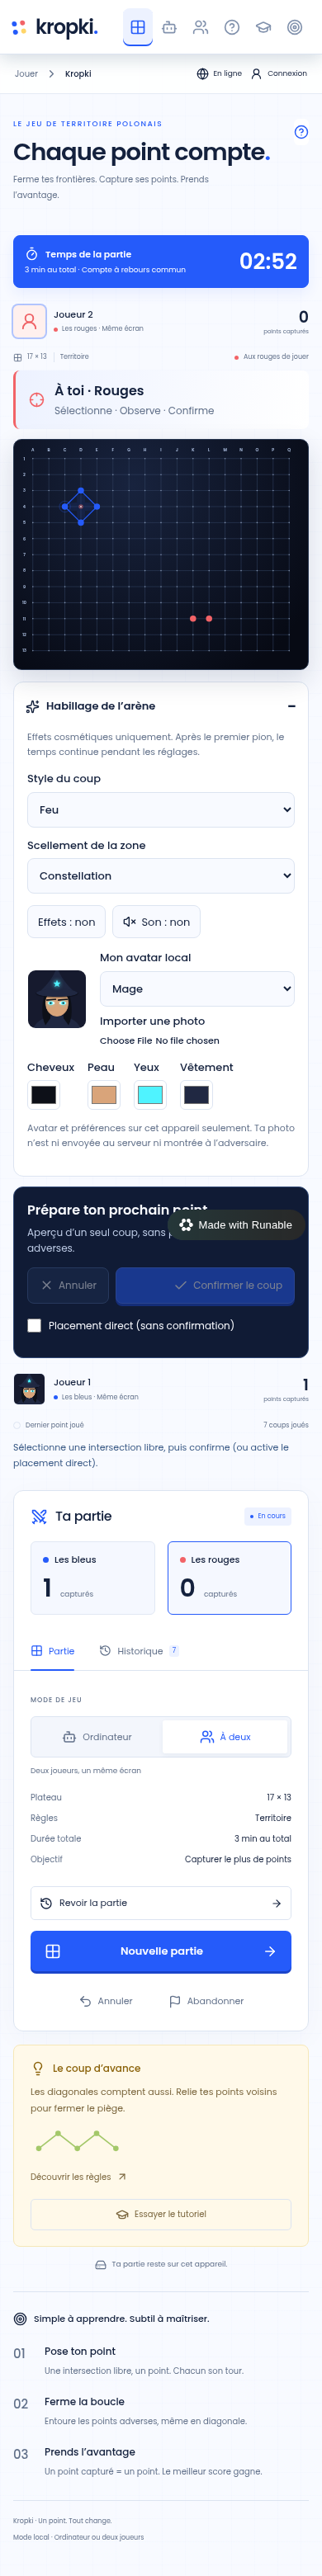 kropki.
Jouer > Kropki
En ligne
Connexion
LE JEU DE TERRITOIRE POLONAIS
Chaque point compte.
Ferme tes frontières. Capture ses points. Prends
l'avantage.
Temps de la partie
3 min au total · Compte à rebours commun
02:52
Joueur 2
Les rouges · Même écran
0
points capturés
17 × 13
Territoire
Aux rouges de jouer
À toi · Rouges
Sélectionne · Observe · Confirme
A B C D E F G H I J K L M N O P Q
1
2
3
4
5
6
7
8
9
10
11
12
13
Habillage de l'arène
Effets cosmétiques uniquement. Après le premier pion, le
temps continue pendant les réglages.
Style du coup
Feu
Scellement de la zone
Constellation
Effets : non
Son : non
Mon avatar local
Mage
Importer une photo
Choose File No file chosen
Cheveux
Peau
Yeux
Vêtement
Avatar et préférences sur cet appareil seulement. Ta photo
n'est ni envoyée au serveur ni montrée à l'adversaire.
Prépare ton prochain point
Aperçu d'un seul coup, sans
adverses.
Made with Runable
Annuler
Confirmer le coup
Placement direct (sans confirmation)
Joueur 1
Les bleus · Même écran
1
points capturés
Dernier point joué
7 coups joués
Sélectionne une intersection libre, puis confirme (ou active le
placement direct).
Ta partie
En cours
Les bleus
1 capturés
Les rouges
0 capturés
Partie
Historique 7
MODE DE JEU
Ordinateur
À deux
Deux joueurs, un même écran
Plateau
17 × 13
Règles
Territoire
Durée totale
3 min au total
Objectif
Capturer le plus de points
Revoir la partie
Nouvelle partie
Annuler
Abandonner
Le coup d'avance
Les diagonales comptent aussi. Relie tes points voisins
pour fermer le piège.
Découvrir les règles
Essayer le tutoriel
Ta partie reste sur cet appareil.
Simple à apprendre. Subtil à maîtriser.
01
Pose ton point
Une intersection libre, un point. Chacun son tour.
02
Ferme la boucle
Entoure les points adverses, même en diagonale.
03
Prends l'avantage
Un point capturé = un point. Le meilleur score gagne.
Kropki · Un point. Tout change.
Mode local · Ordinateur ou deux joueurs